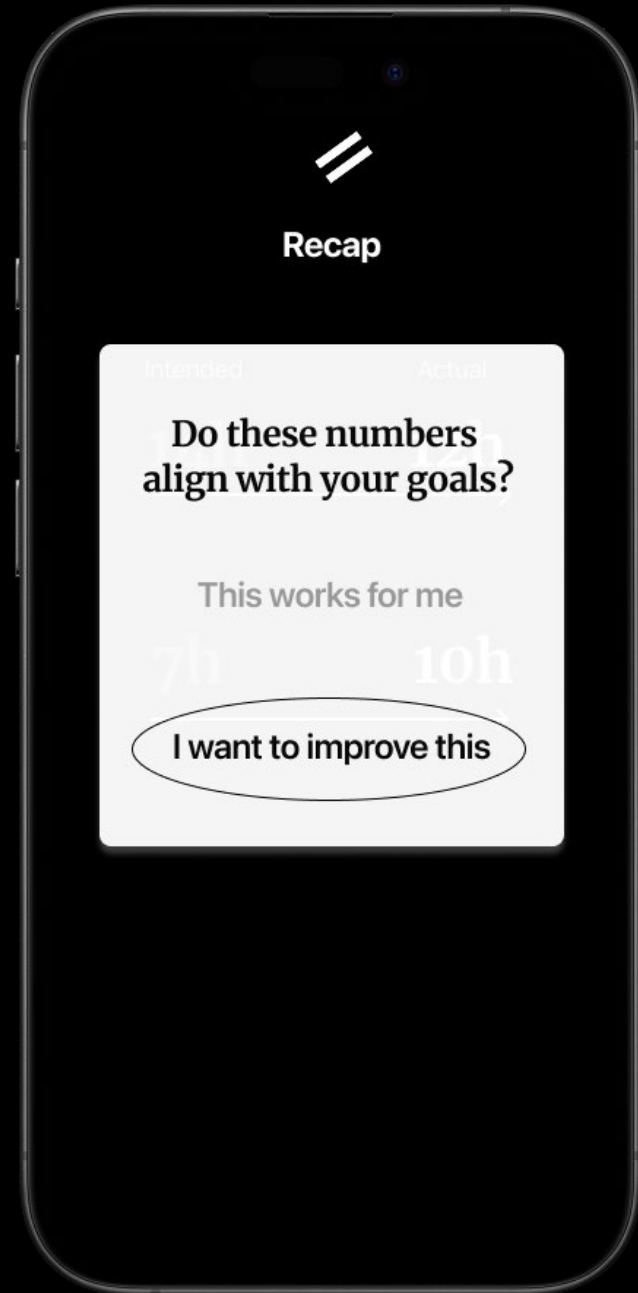 Recap
Intended Actual
12h
Do these numbers
align with your goals?
This works for me
7h 10h
I want to improve this